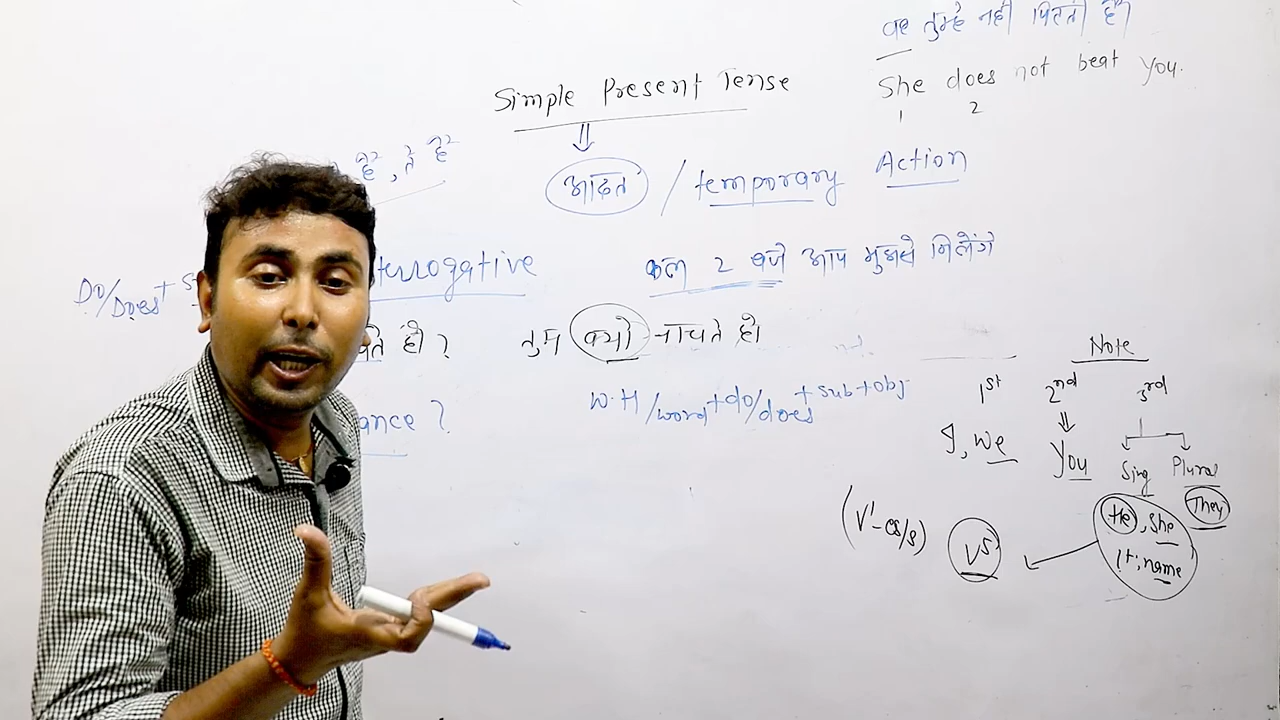 वह तुम्हे नहीं पिटती है।
She does not beat you.
1 2
Simple Present Tense
है, ते है
आदत / temporary Action
Do/Does +
terrogative
कल 2 बजे आप मुझसे मिलेंगे
ते हो ?
तुम क्यों नाचते हो
Note
W.H/word+do/does+sub+obj
1st 2nd 3rd
ance ?
I, we You Sing Plural
(V'-es/s) V5 He, She They
It, name